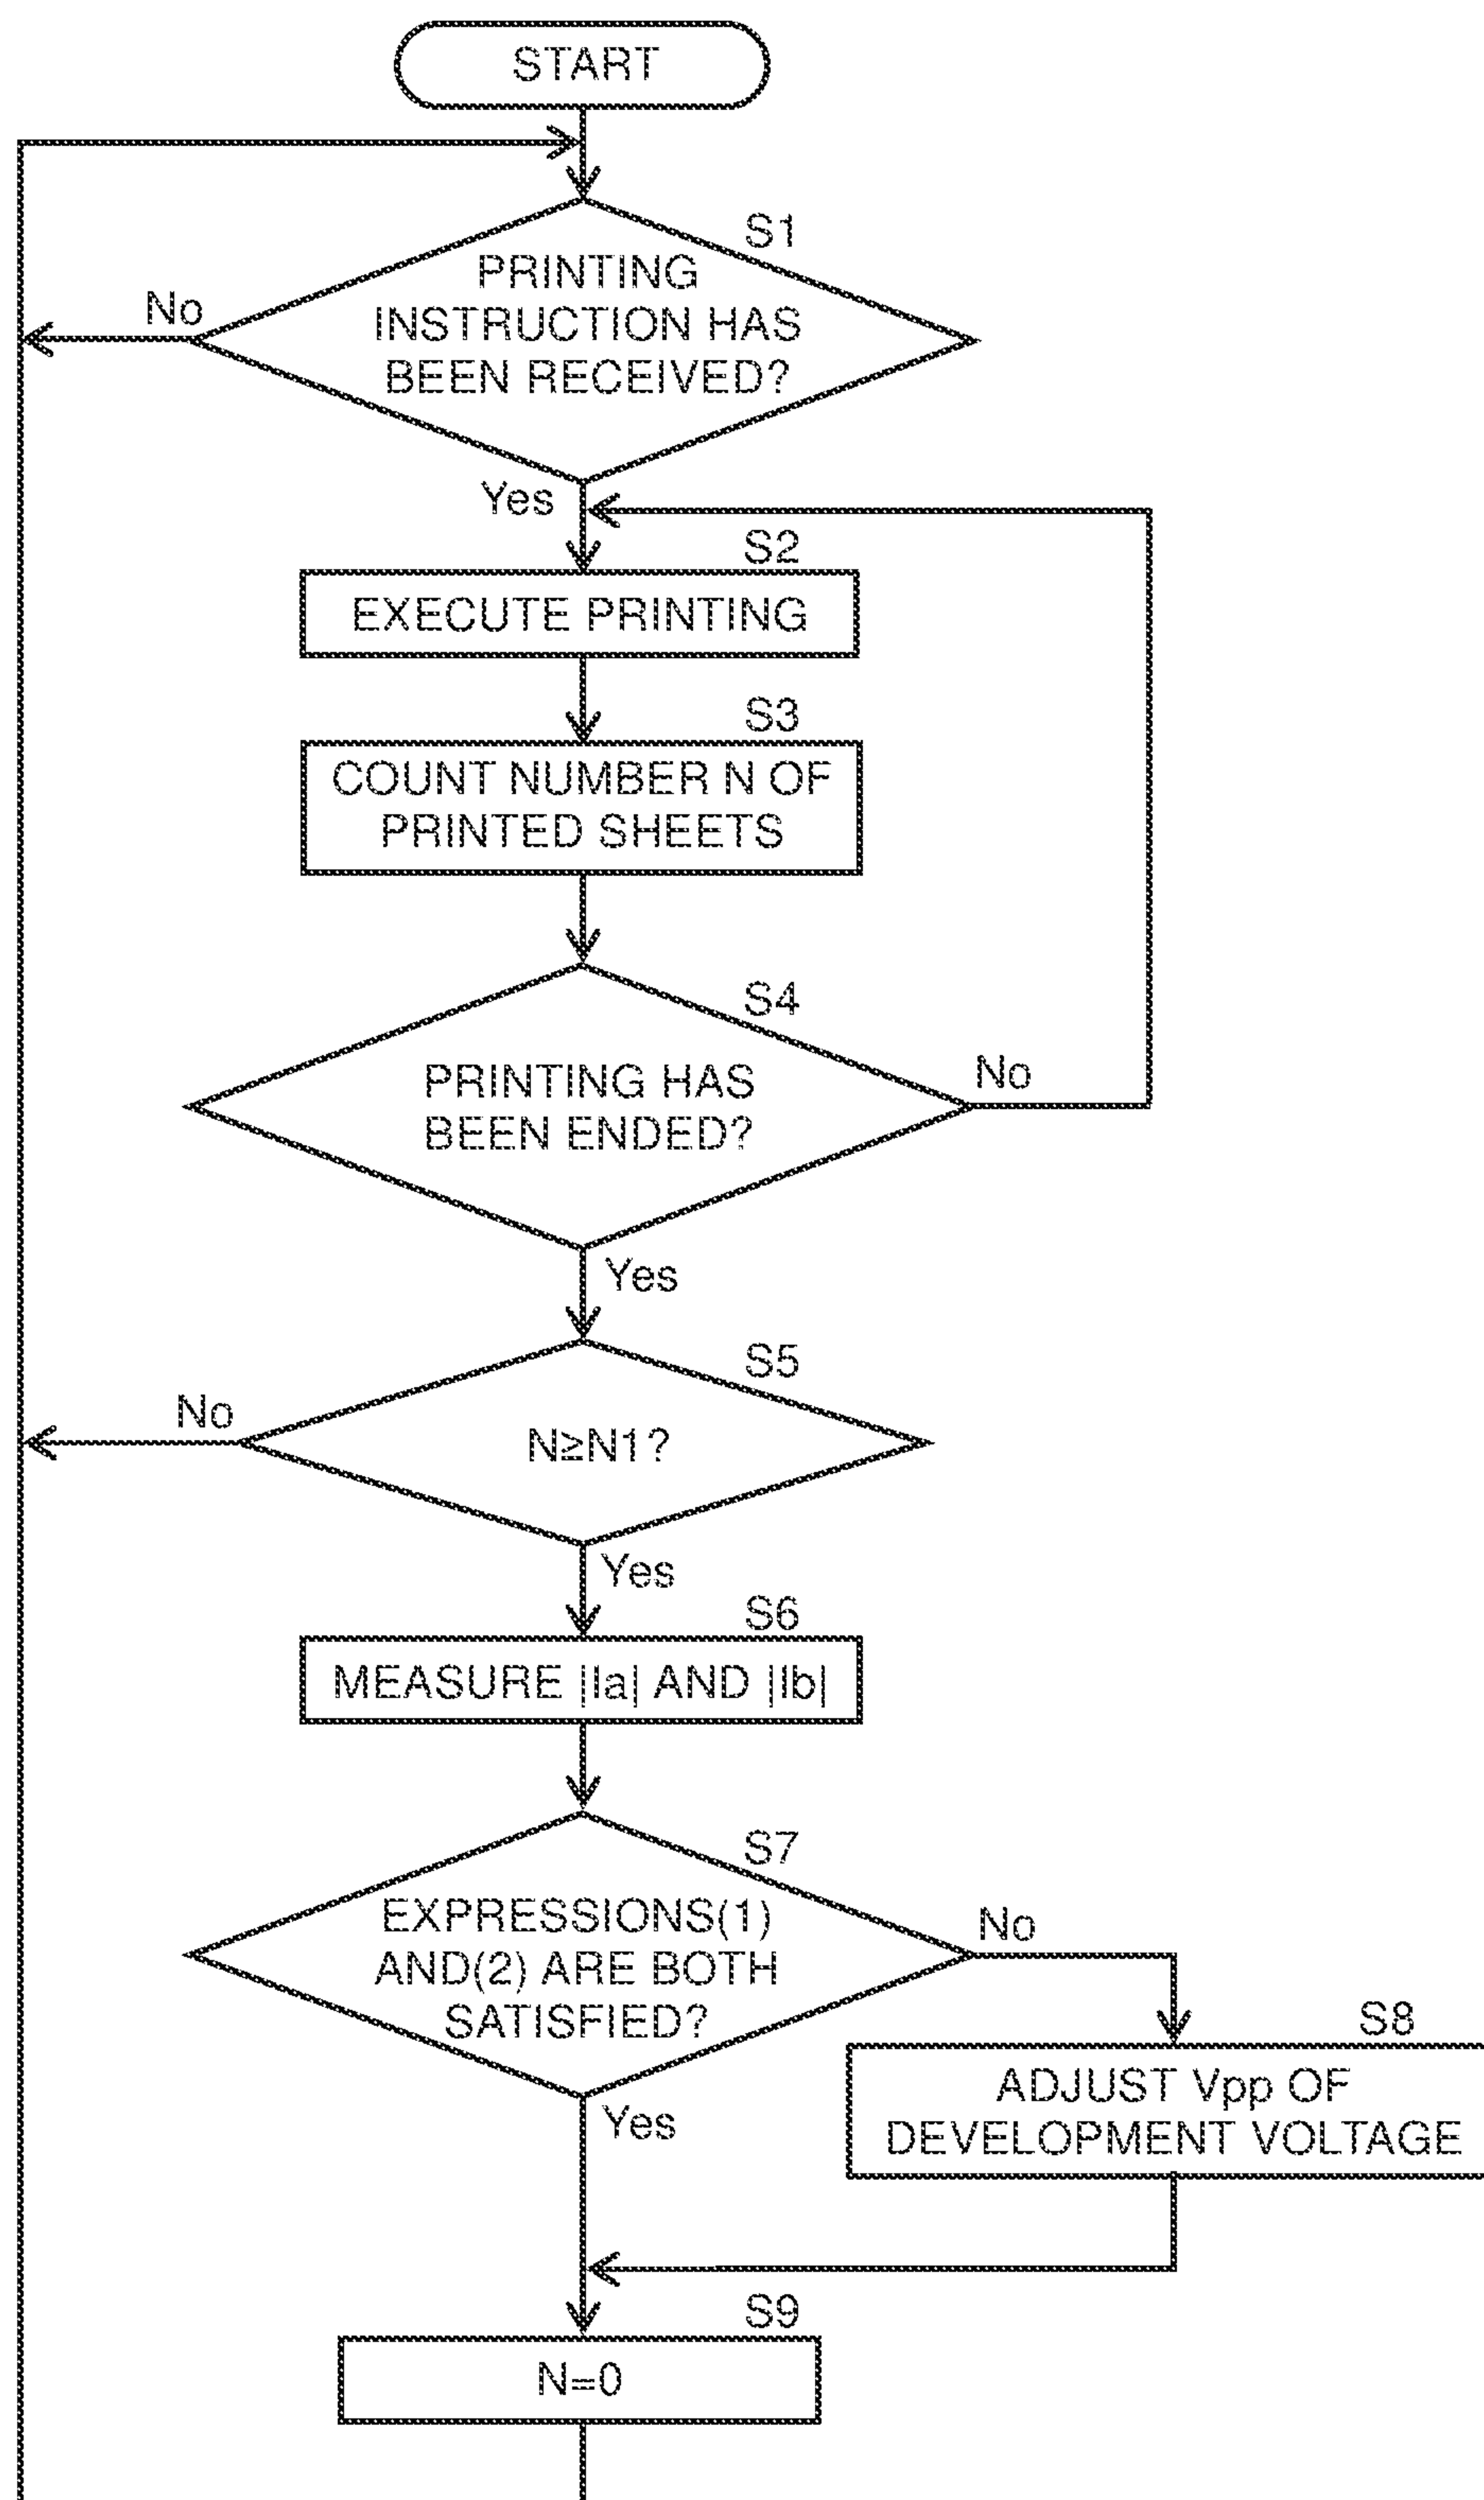 START
S1
PRINTING
INSTRUCTION HAS
BEEN RECEIVED?
No
Yes
S2
EXECUTE PRINTING
S3
COUNT NUMBER N OF
PRINTED SHEETS
S4
PRINTING HAS
BEEN ENDED?
No
Yes
S5
N≥N1?
No
Yes
S6
MEASURE |Ia| AND |Ib|
S7
EXPRESSIONS(1)
AND(2) ARE BOTH
SATISFIED?
No
Yes
S8
ADJUST Vpp OF
DEVELOPMENT VOLTAGE
S9
N=0